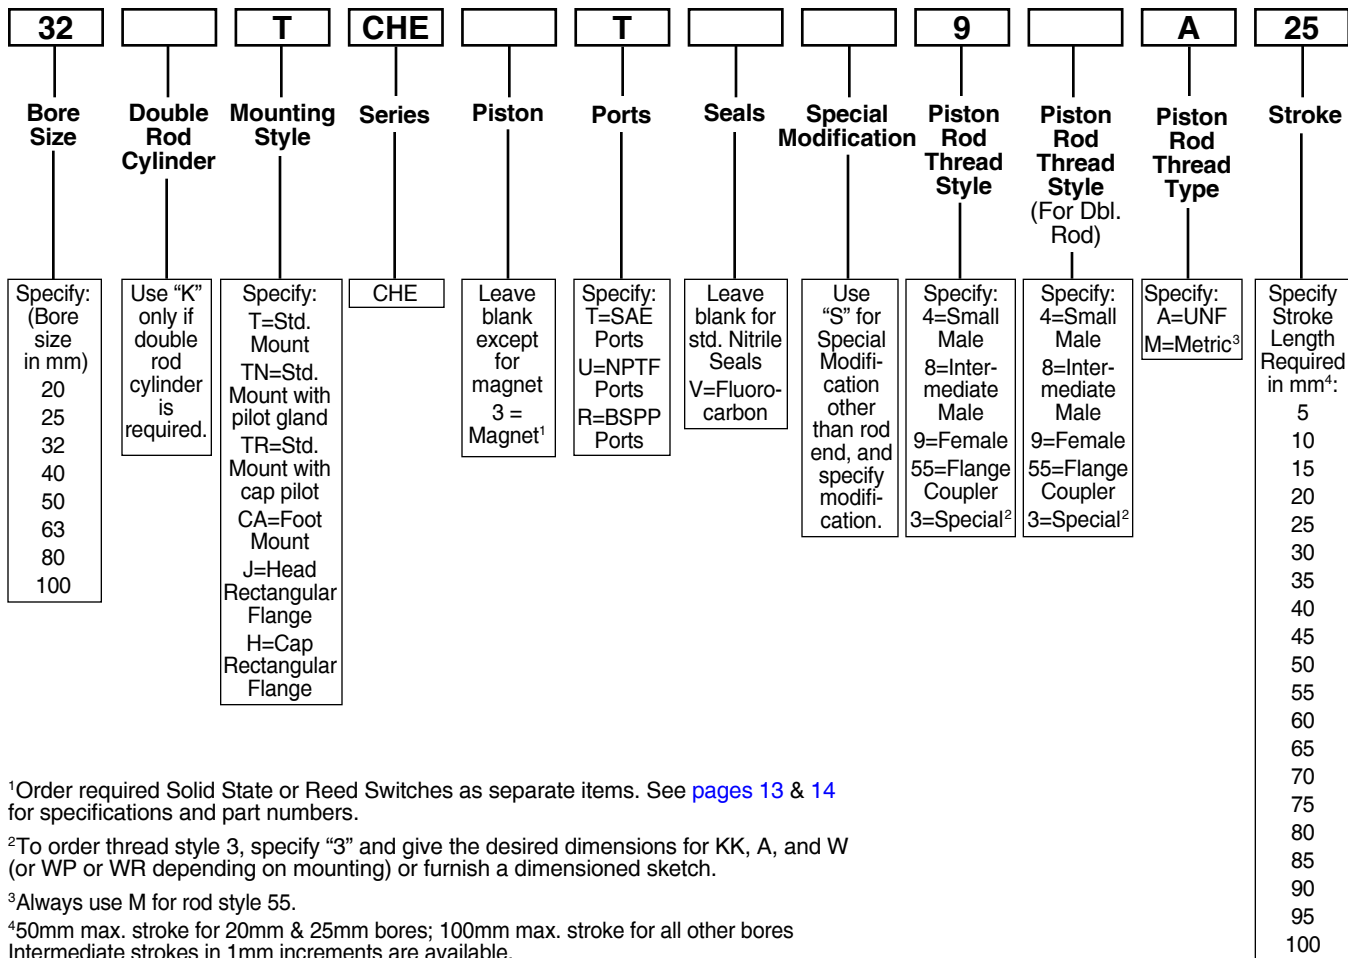 32 T CHE T 9 A 25
Bore
Size
Double
Rod
Cylinder
Mounting
Style
Series
Piston
Ports
Seals
Special
Modification
Piston
Rod
Thread
Style
Piston
Rod
Thread
Style
(For Dbl.
Rod)
Piston
Rod
Thread
Type
Stroke
Specify:
(Bore
size
in mm)
20
25
32
40
50
63
80
100
Use “K”
only if
double
rod
cylinder
is
required.
Specify:
T=Std.
Mount
TN=Std.
Mount with
pilot gland
TR=Std.
Mount with
cap pilot
CA=Foot
Mount
J=Head
Rectangular
Flange
H=Cap
Rectangular
Flange
CHE
Leave
blank
except
for
magnet
3 =
Magnet¹
Specify:
T=SAE
Ports
U=NPTF
Ports
R=BSPP
Ports
Leave
blank for
std. Nitrile
Seals
V=Fluoro-
carbon
Use
“S” for
Special
Modifi-
cation
other
than rod
end, and
specify
modifi-
cation.
Specify:
4=Small
Male
8=Inter-
mediate
Male
9=Female
55=Flange
Coupler
3=Special²
Specify:
4=Small
Male
8=Inter-
mediate
Male
9=Female
55=Flange
Coupler
3=Special²
Specify:
A=UNF
M=Metric³
Specify
Stroke
Length
Required
in mm⁴:
5
10
15
20
25
30
35
40
45
50
55
60
65
70
75
80
85
90
95
100
¹Order required Solid State or Reed Switches as separate items. See pages 13 & 14
for specifications and part numbers.
²To order thread style 3, specify “3” and give the desired dimensions for KK, A, and W
(or WP or WR depending on mounting) or furnish a dimensioned sketch.
³Always use M for rod style 55.
⁴50mm max. stroke for 20mm & 25mm bores; 100mm max. stroke for all other bores
Intermediate strokes in 1mm increments are available.